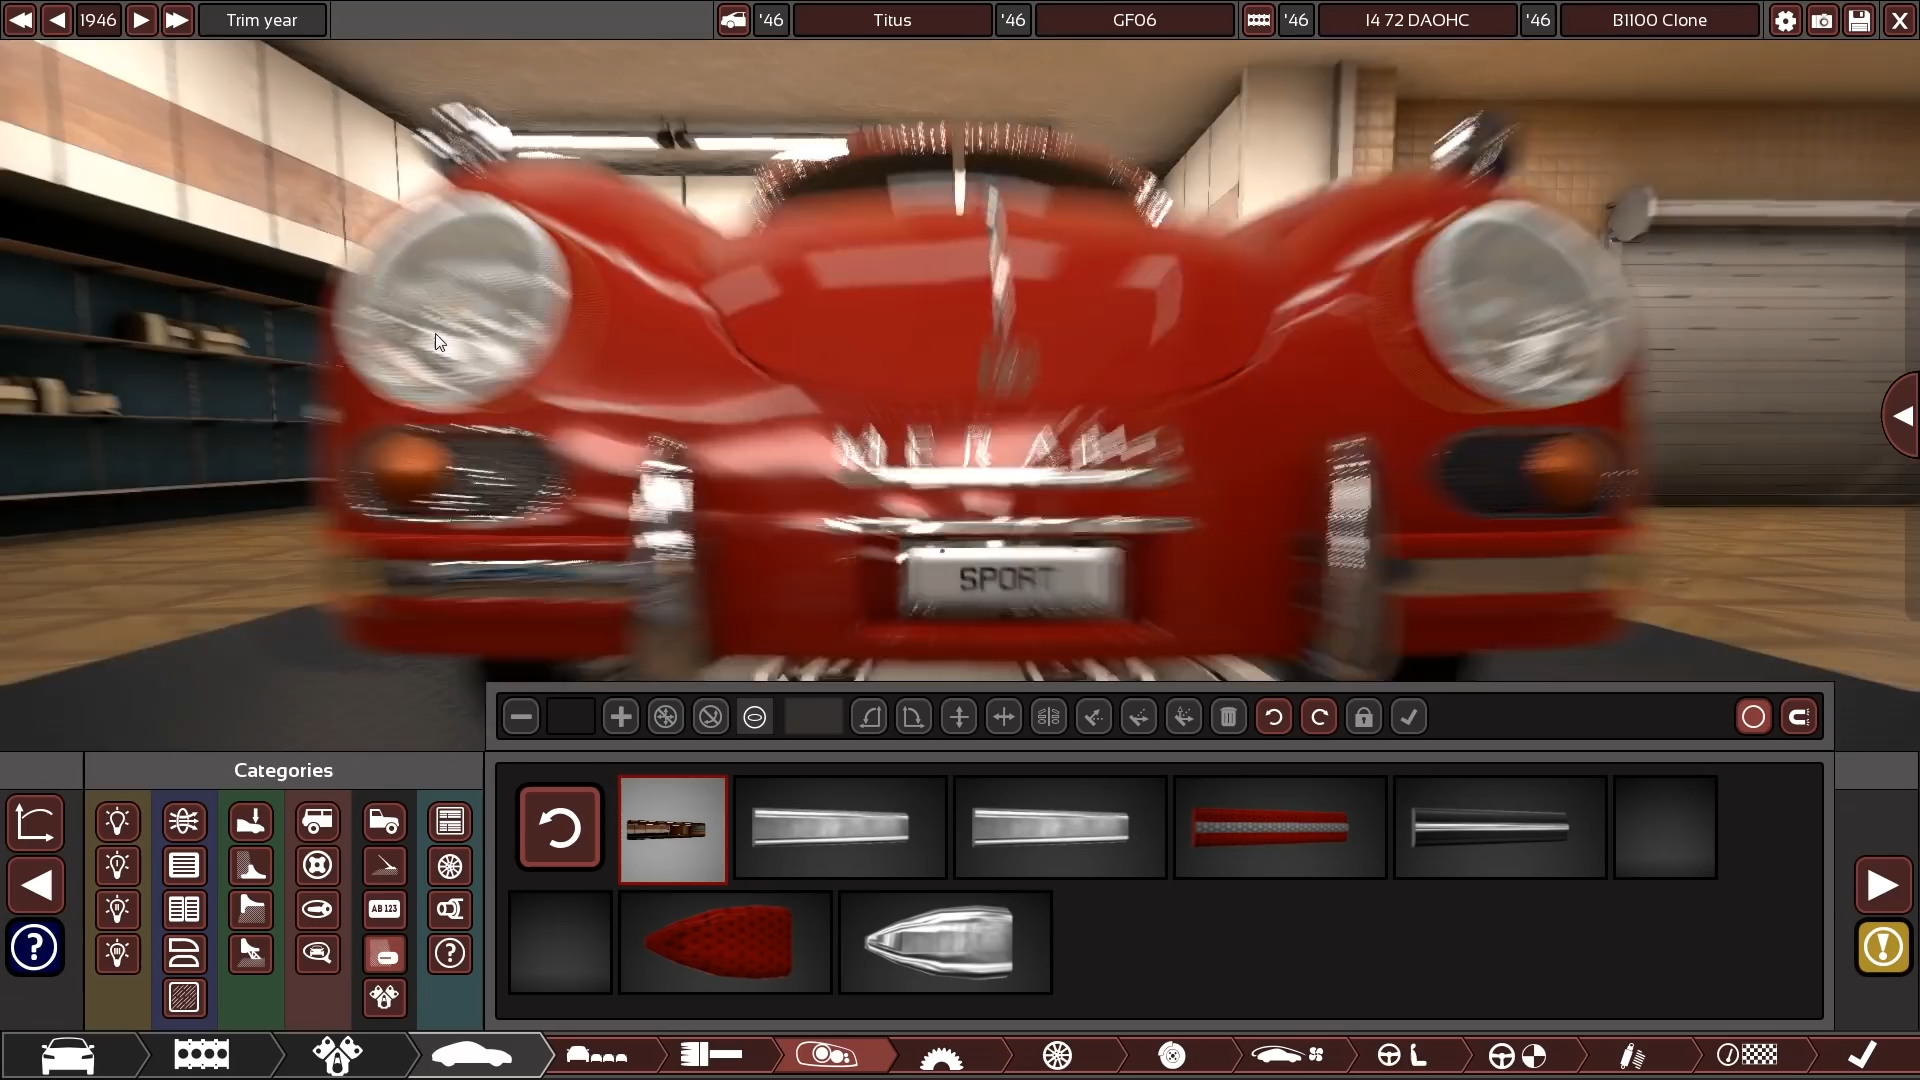 1946
Trim year
'46
Titus
'46
GF06
'46
I4 72 DAOHC
'46
B1100 Clone
SPORT
Categories
AB 123